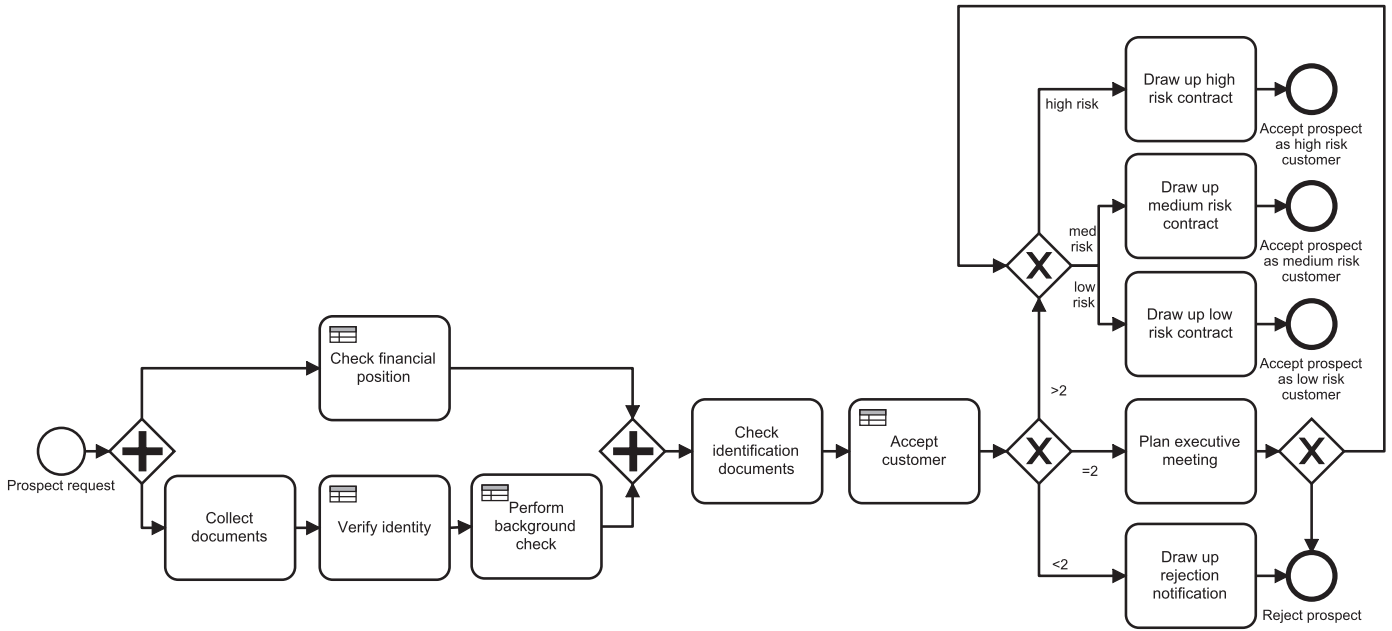 Prospect request
Check financial
position
Collect
documents
Verify identity
Perform
background
check
Check
identification
documents
Accept
customer
>2
=2
<2
high risk
med
risk
low
risk
Draw up high
risk contract
Accept prospect
as high risk
customer
Draw up
medium risk
contract
Accept prospect
as medium risk
customer
Draw up low
risk contract
Accept prospect
as low risk
customer
Plan executive
meeting
Draw up
rejection
notification
Reject prospect